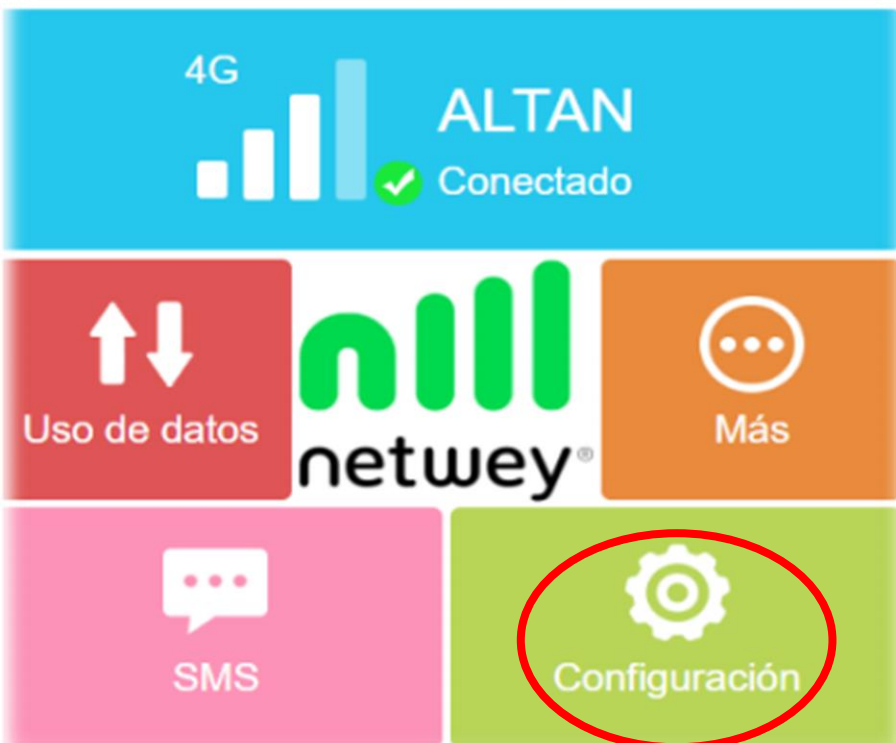 4G
ALTAN
Conectado
Uso de datos
netwey®
Más
SMS
Configuración